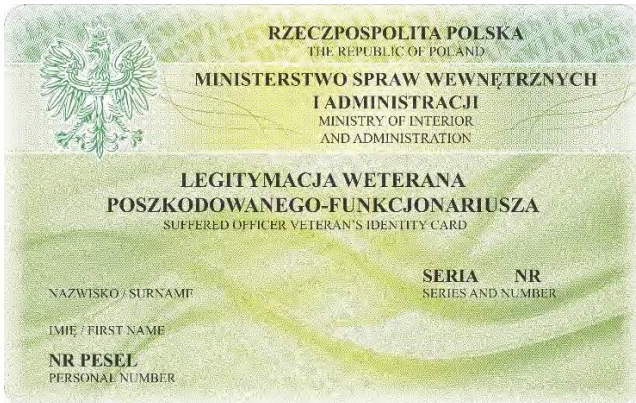 RZECZPOSPOLITA POLSKA
THE REPUBLIC OF POLAND
MINISTERSTWO SPRAW WEWNĘTRZNYCH
I ADMINISTRACJI
MINISTRY OF INTERIOR
AND ADMINISTRATION
LEGITYMACJA WETERANA
POSZKODOWANEGO-FUNKCJONARIUSZA
SUFFERED OFFICER VETERAN'S IDENTITY CARD
SERIA NR
SERIES AND NUMBER
NAZWISKO / SURNAME
IMIĘ / FIRST NAME
NR PESEL
PERSONAL NUMBER